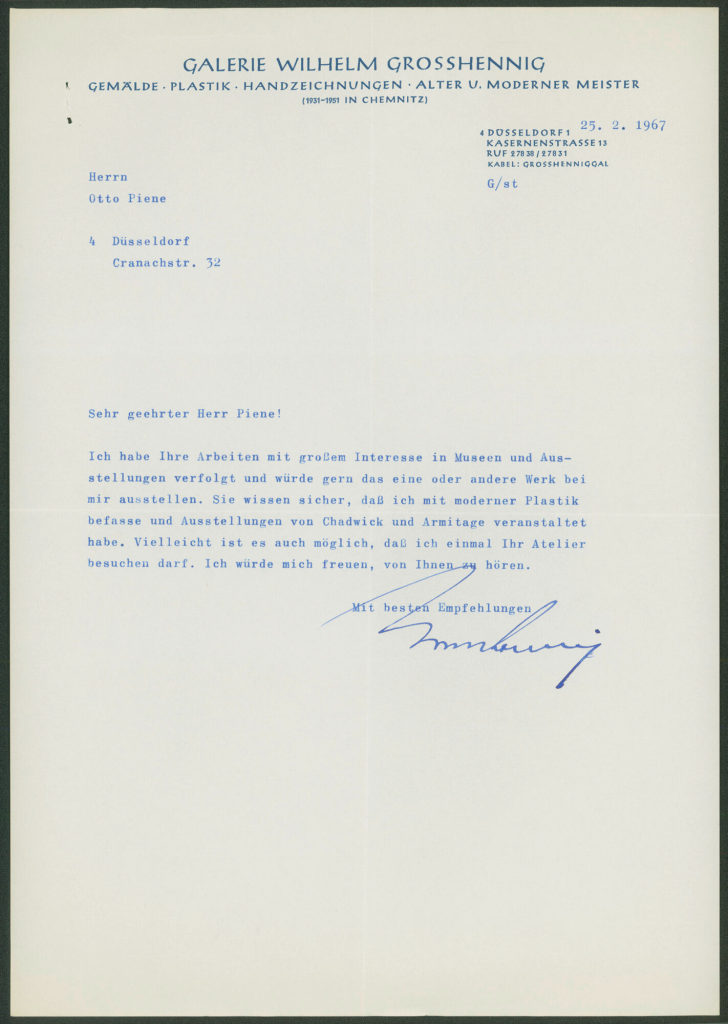 GALERIE WILHELM GROSSHENNIG
GEMÄLDE · PLASTIK · HANDZEICHNUNGEN · ALTER U. MODERNER MEISTER
(1931-1951 IN CHEMNITZ)
4 DÜSSELDORF 1 25. 2. 1967
KASERNENSTRASSE 13
RUF 27838/27831
KABEL: GROSSHENNIGGAL
G/st
Herrn
Otto Piene
4 Düsseldorf
Cranachstr. 32
Sehr geehrter Herr Piene!
Ich habe Ihre Arbeiten mit großem Interesse in Museen und Aus-
stellungen verfolgt und würde gern das eine oder andere Werk bei
mir ausstellen. Sie wissen sicher, daß ich mit moderner Plastik
befasse und Ausstellungen von Chadwick und Armitage veranstaltet
habe. Vielleicht ist es auch möglich, daß ich einmal Ihr Atelier
besuchen darf. Ich würde mich freuen, von Ihnen zu hören.
Mit besten Empfehlungen